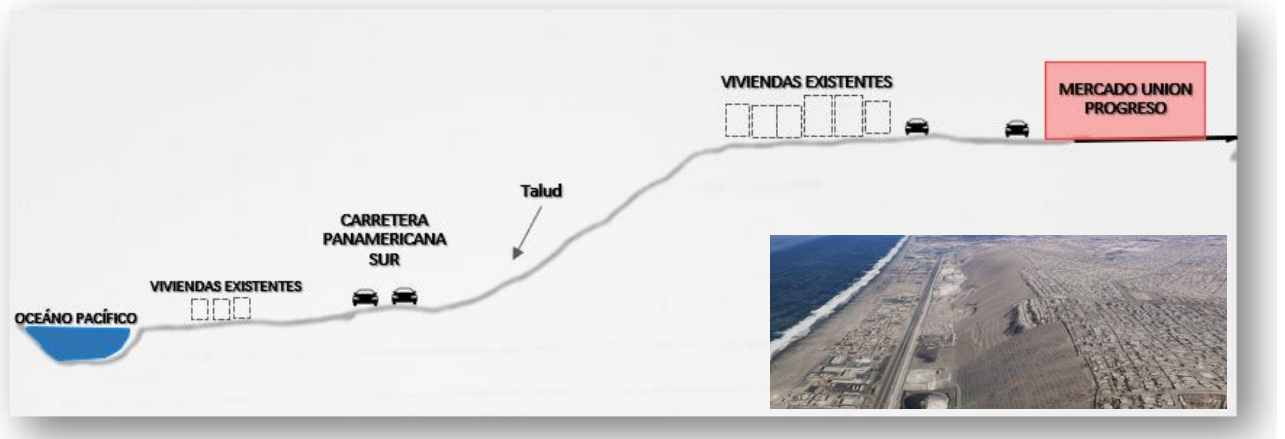 VIVIENDAS EXISTENTES
MERCADO UNION
PROGRESO
Talud
CARRETERA
PANAMERICANA
SUR
VIVIENDAS EXISTENTES
OCEÁNO PACÍFICO